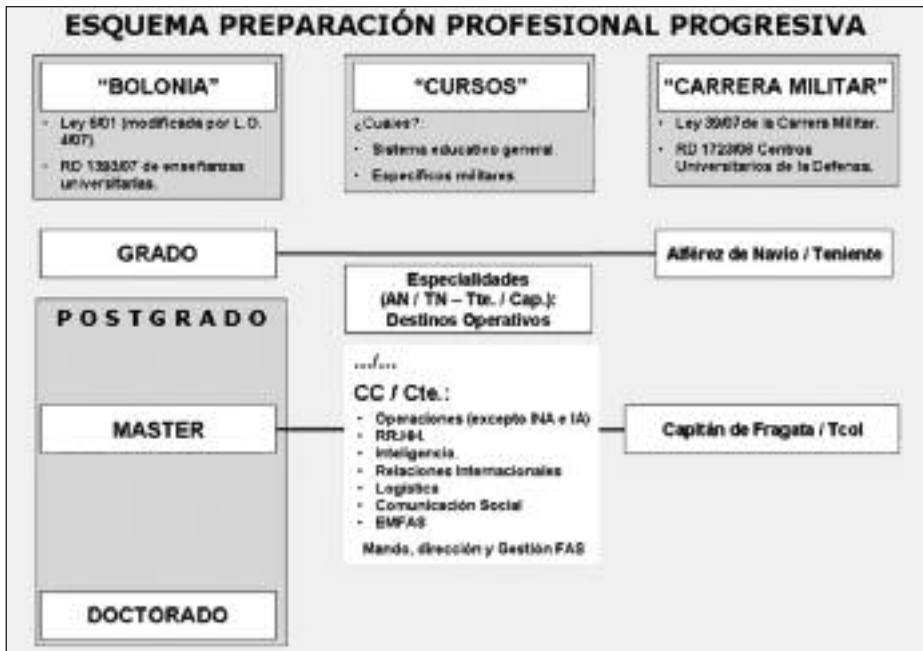 ESQUEMA PREPARACIÓN PROFESIONAL PROGRESIVA
“BOLONIA”
• Ley 6/01 (modificada por L.O. 4/07)
• RD 1393/07 de enseñanzas
universitarias.
“CURSOS”
¿Cuáles?:
• Sistema educativo general.
• Específicos militares.
“CARRERA MILITAR”
• Ley 39/07 de la Carrera Militar.
• RD 1723/08 Centros
Universitarios de la Defensa.
GRADO
Alférez de Navío / Teniente
Especialidades
(AN / TN – Tte. / Cap.):
Destinos Operativos
POSTGRADO
MASTER
.../...
CC / Cte.:
• Operaciones (excepto INA e IA)
• RR.HH.
• Inteligencia.
• Relaciones Internacionales
• Logística
• Comunicación Social
• EMFAS
Mando, dirección y Gestión FAS
Capitán de Fragata / Tcol
DOCTORADO